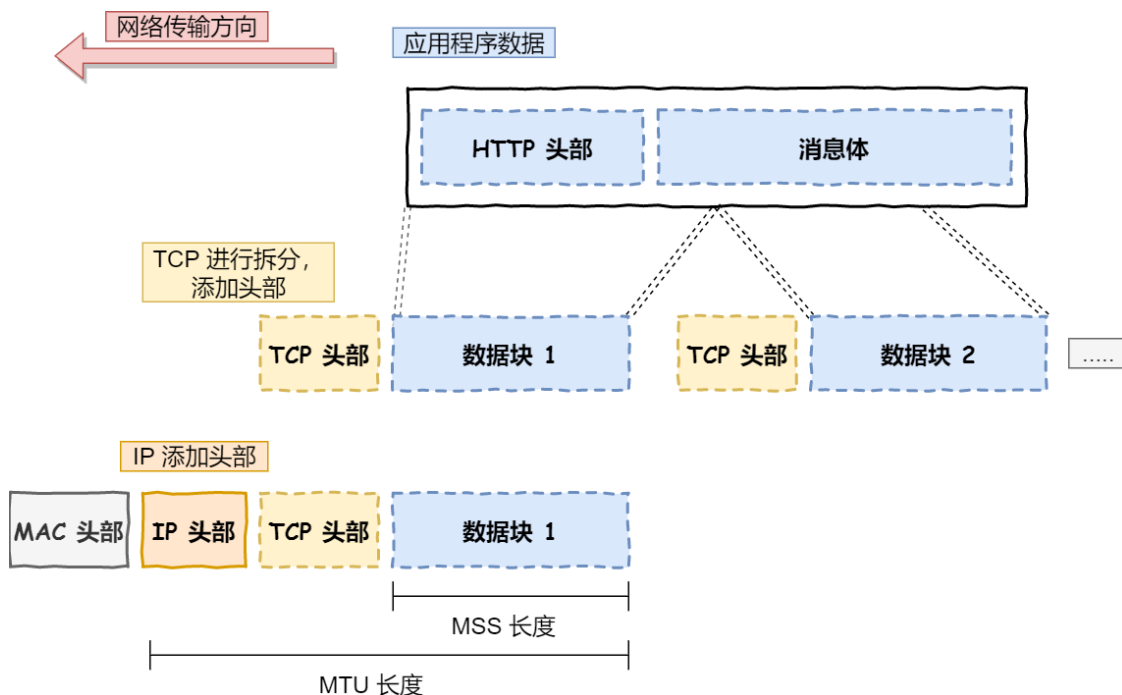 网络传输方向
应用程序数据
HTTP 头部
消息体
TCP 进行拆分，
添加头部
TCP 头部
数据块 1
TCP 头部
数据块 2
.....
IP 添加头部
MAC 头部
IP 头部
TCP 头部
数据块 1
MSS 长度
MTU 长度